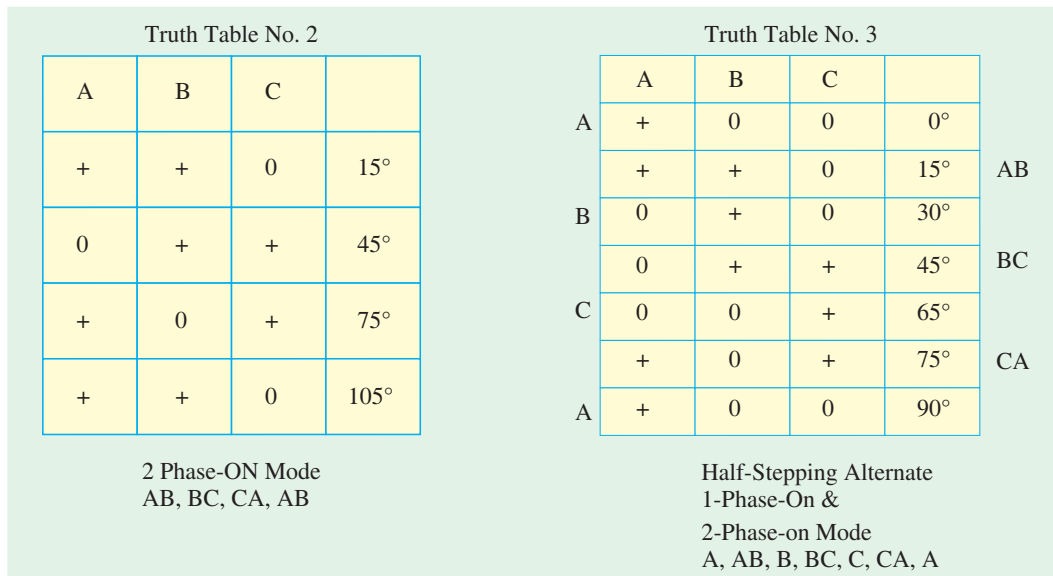 Truth Table No. 2
A B C
+ + 0 15°
0 + + 45°
+ 0 + 75°
+ + 0 105°
2 Phase-ON Mode
AB, BC, CA, AB
Truth Table No. 3
A B C
A + 0 0 0°
+ + 0 15° AB
B 0 + 0 30°
0 + + 45° BC
C 0 0 + 65°
+ 0 + 75° CA
A + 0 0 90°
Half-Stepping Alternate
1-Phase-On &
2-Phase-on Mode
A, AB, B, BC, C, CA, A